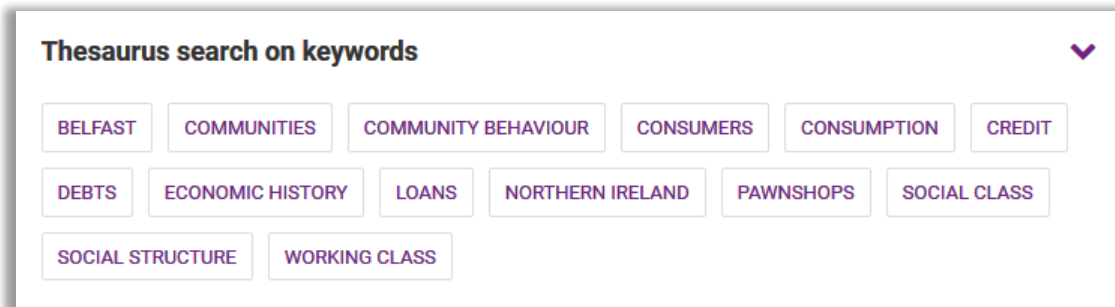 Thesaurus search on keywords
BELFAST COMMUNITIES COMMUNITY BEHAVIOUR CONSUMERS CONSUMPTION CREDIT
DEBTS ECONOMIC HISTORY LOANS NORTHERN IRELAND PAWNSHOPS SOCIAL CLASS
SOCIAL STRUCTURE WORKING CLASS